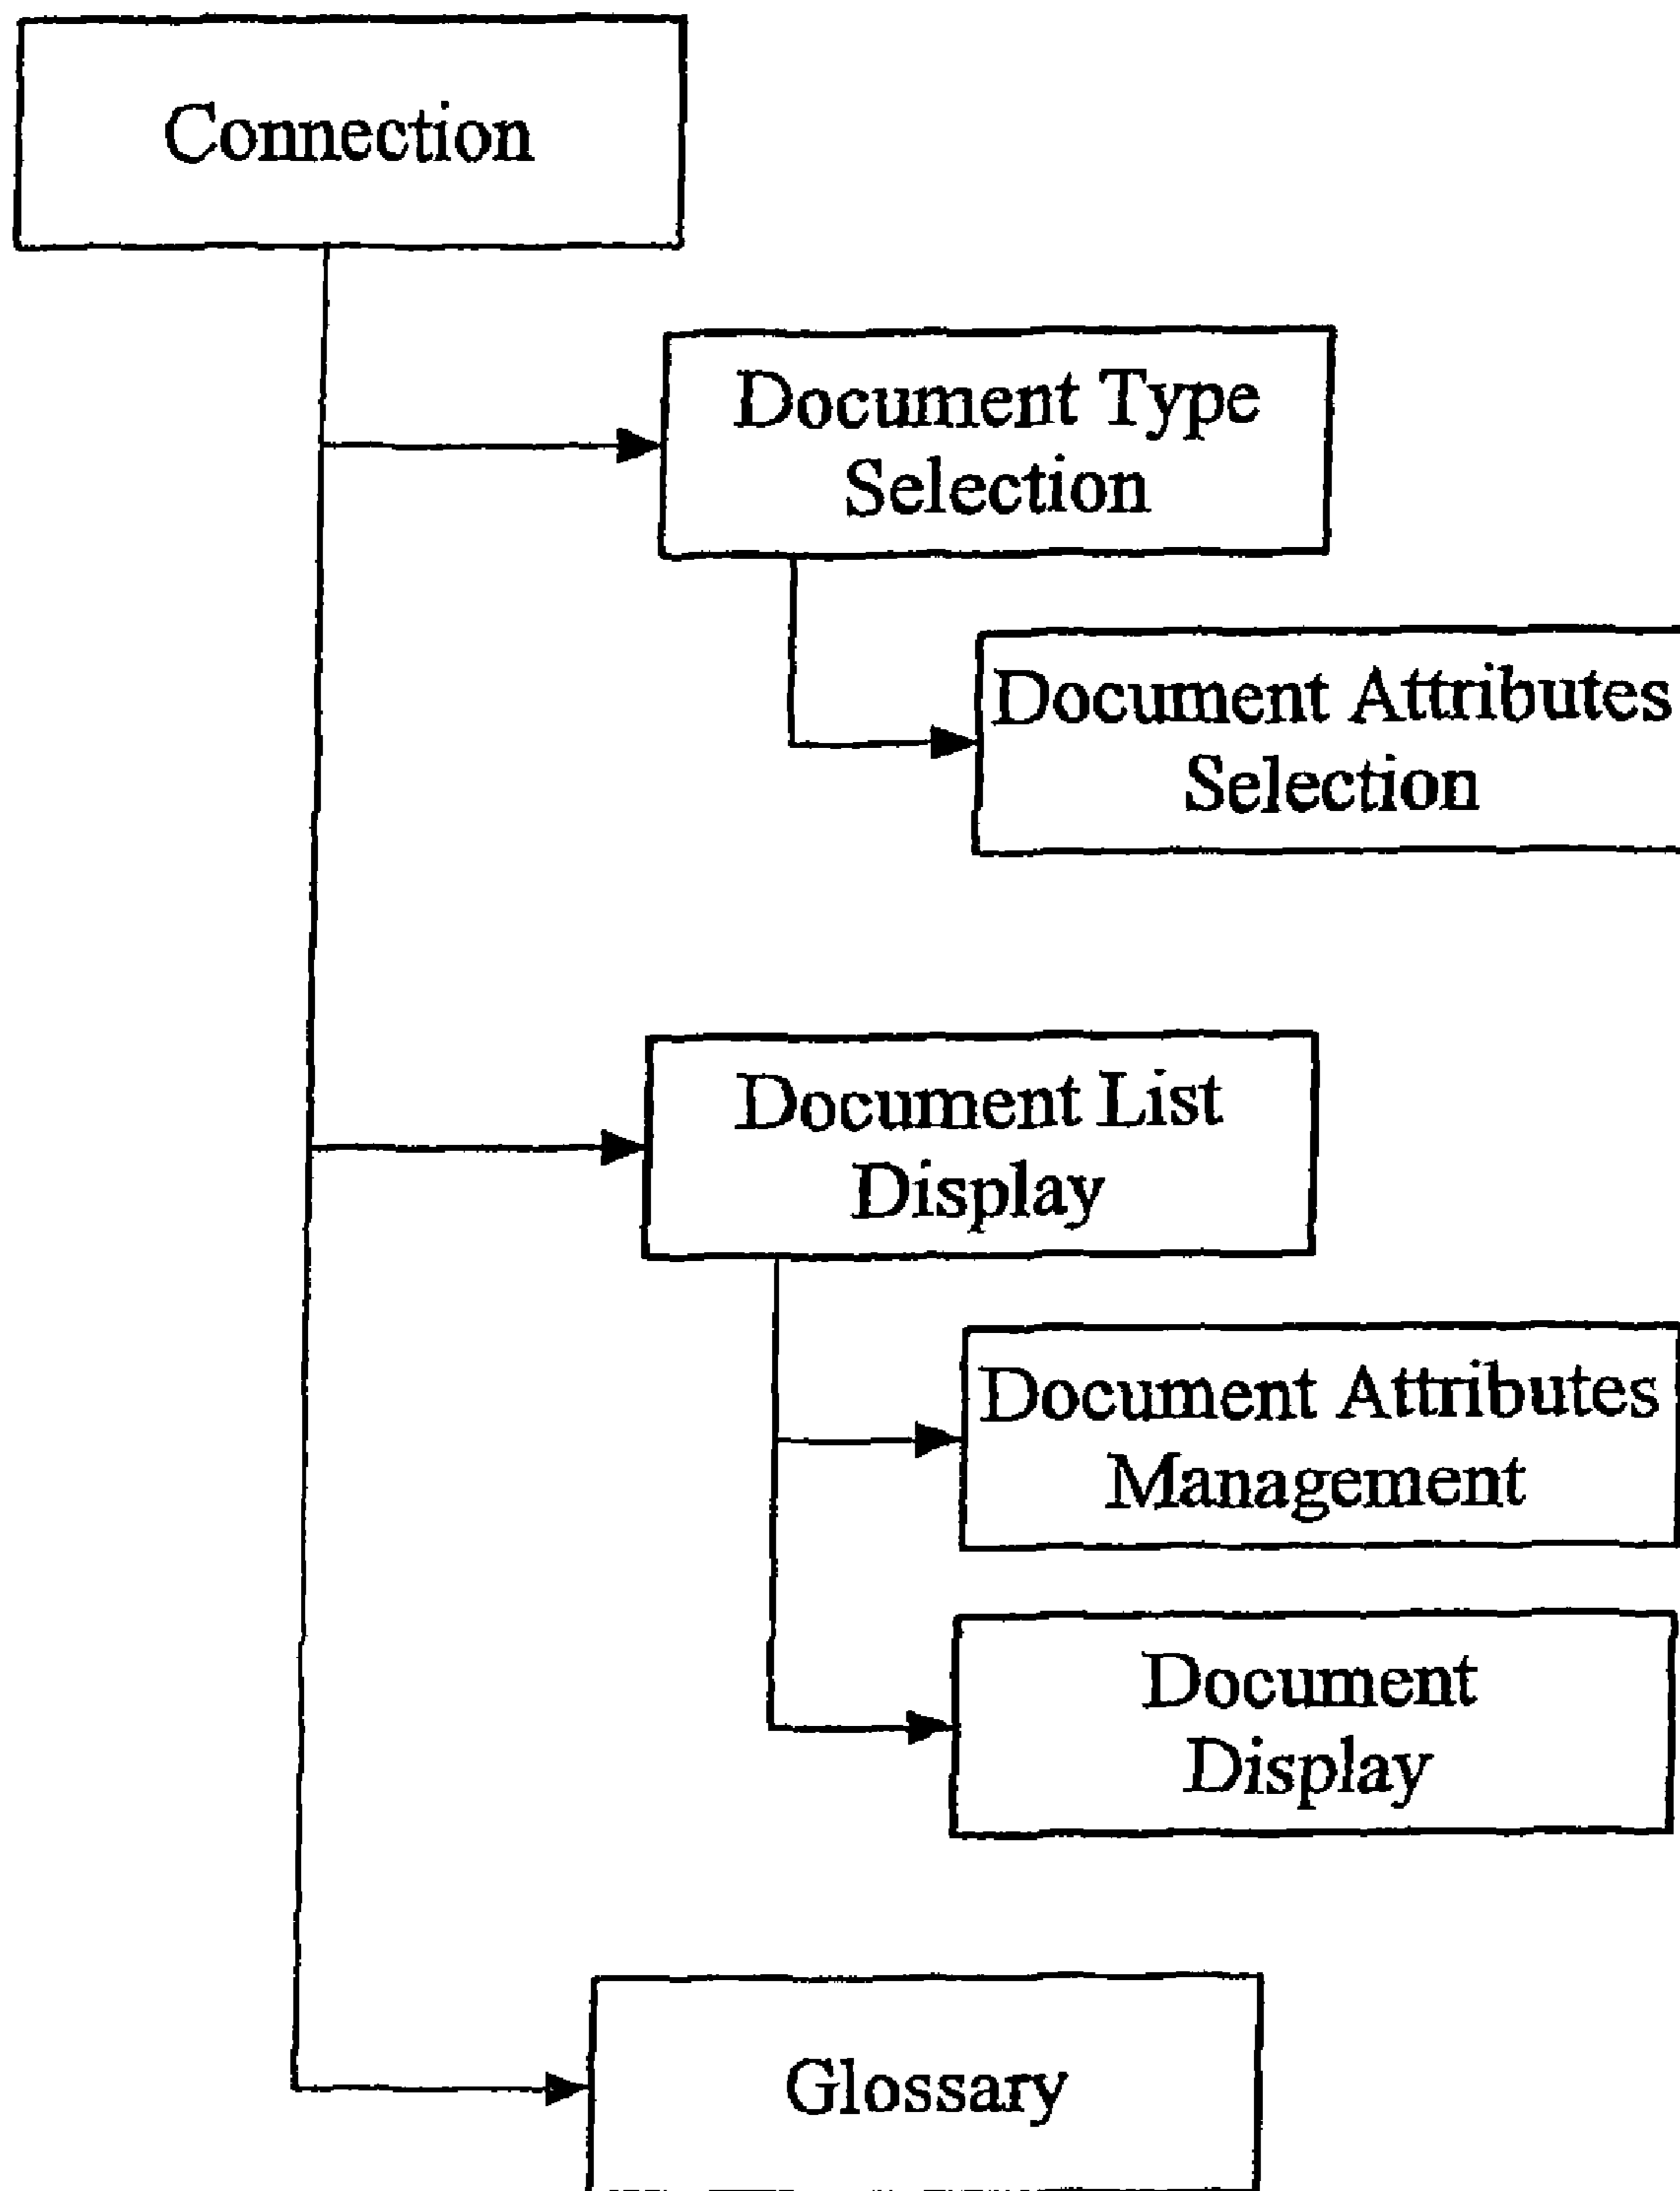 Connection
Document Type
Selection
Document Attributes
Selection
Document List
Display
Document Attributes
Management
Document
Display
Glossary